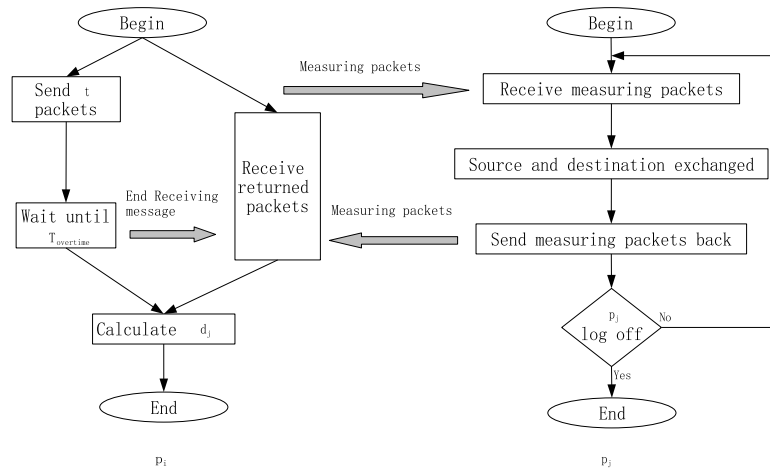 Begin
Send t
packets
Receive
returned
packets
End Receiving
message
Wait until
Tovertime
Calculate dj
End
pi
Measuring packets
Measuring packets
Begin
Receive measuring packets
Source and destination exchanged
Send measuring packets back
pj
log off
No
Yes
End
pj